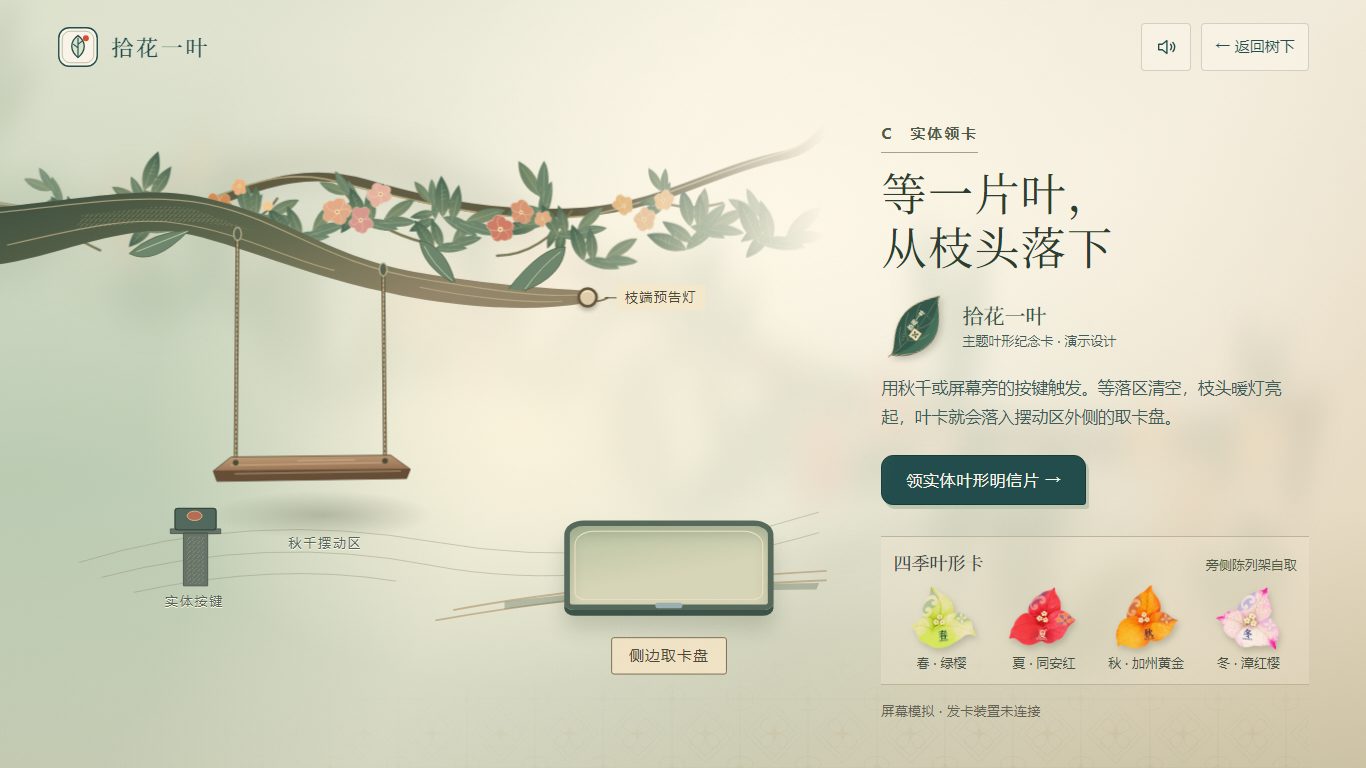 拾花一叶
← 返回树下
C 实体领卡
等一片叶，
从枝头落下
拾花一叶
主题叶形纪念卡 · 演示设计
用秋千或屏幕旁的按键触发。等落区清空，枝头暖灯亮
起，叶卡就会落入摆动区外侧的取卡盘。
领实体叶形明信片 →
四季叶形卡
旁侧陈列架自取
春
夏
秋
冬
春 · 绿樱
夏 · 同安红
秋 · 加州黄金
冬 · 漳红樱
屏幕模拟 · 发卡装置未连接
枝端预告灯
秋千摆动区
实体按键
侧边取卡盘